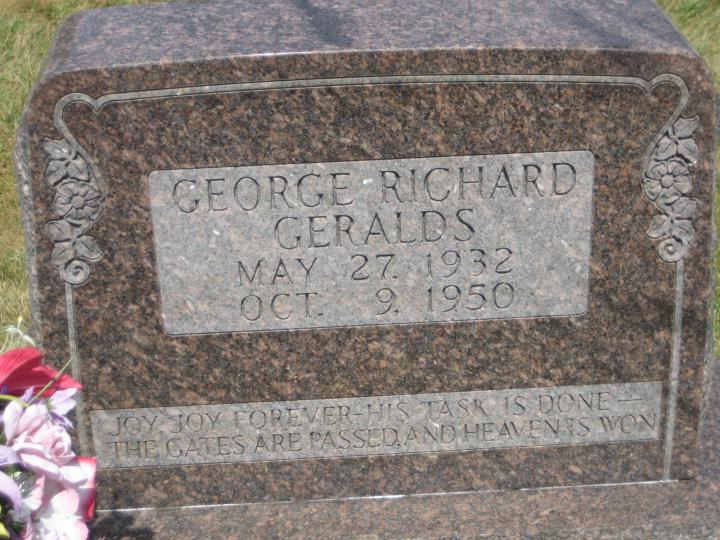 GEORGE RICHARD
GERALDS
MAY 27, 1932
OCT. 9, 1950
JOY, JOY FOREVER-HIS TASK IS DONE—
THE GATES ARE PASSED, AND HEAVEN IS WON